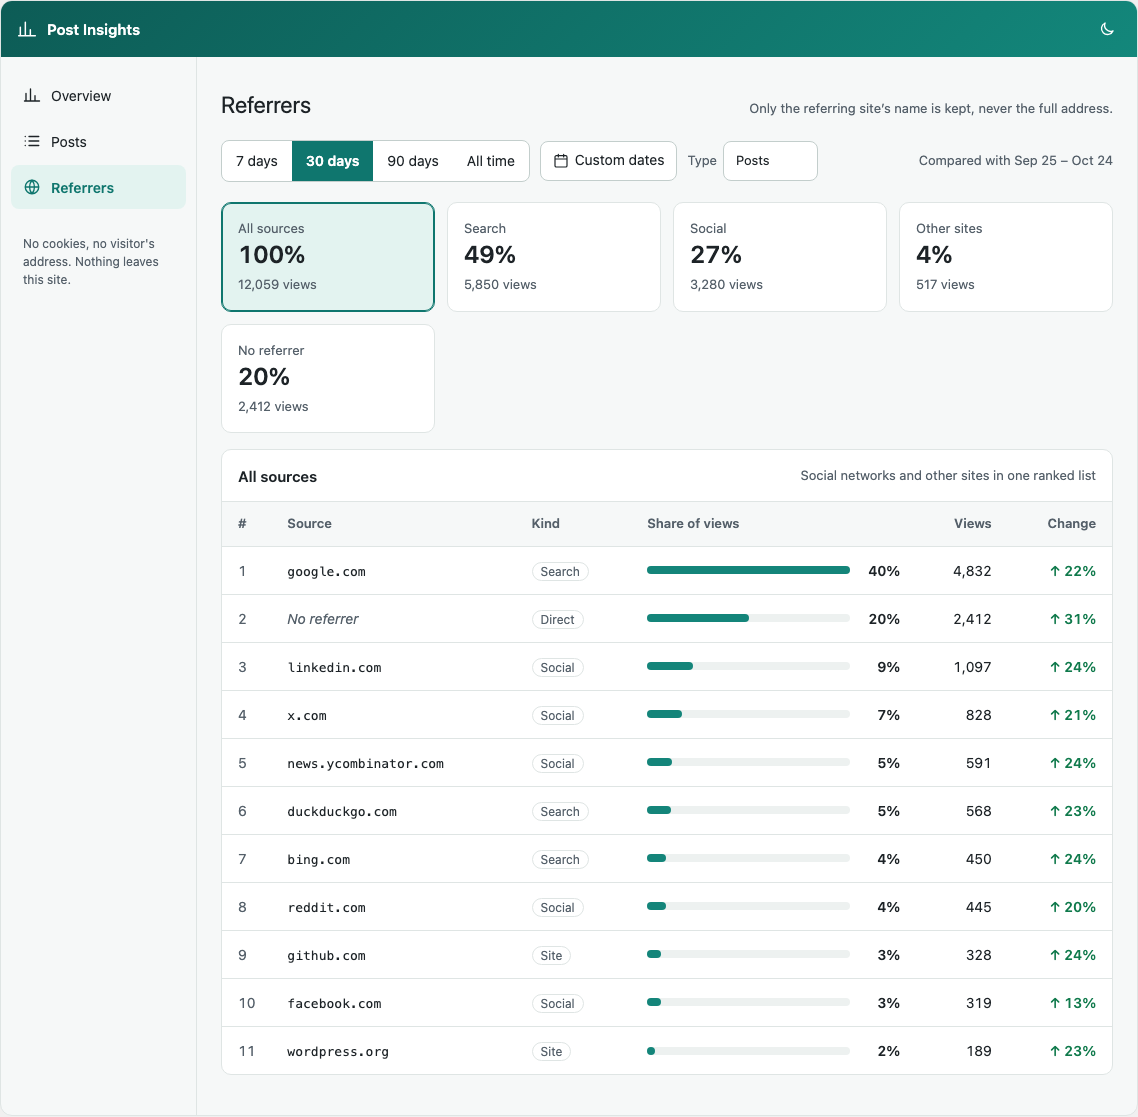 Post Insights
Overview
Posts
Referrers
No cookies, no visitor's
address. Nothing leaves
this site.
Referrers
Only the referring site's name is kept, never the full address.
7 days 30 days 90 days All time Custom dates Type Posts Compared with Sep 25 – Oct 24
All sources
100%
12,059 views
Search
49%
5,850 views
Social
27%
3,280 views
Other sites
4%
517 views
No referrer
20%
2,412 views
All sources Social networks and other sites in one ranked list
# Source Kind Share of views Views Change
1 google.com Search 40% 4,832 ↑ 22%
2 No referrer Direct 20% 2,412 ↑ 31%
3 linkedin.com Social 9% 1,097 ↑ 24%
4 x.com Social 7% 828 ↑ 21%
5 news.ycombinator.com Social 5% 591 ↑ 24%
6 duckduckgo.com Search 5% 568 ↑ 23%
7 bing.com Search 4% 450 ↑ 24%
8 reddit.com Social 4% 445 ↑ 20%
9 github.com Site 3% 328 ↑ 24%
10 facebook.com Social 3% 319 ↑ 13%
11 wordpress.org Site 2% 189 ↑ 23%